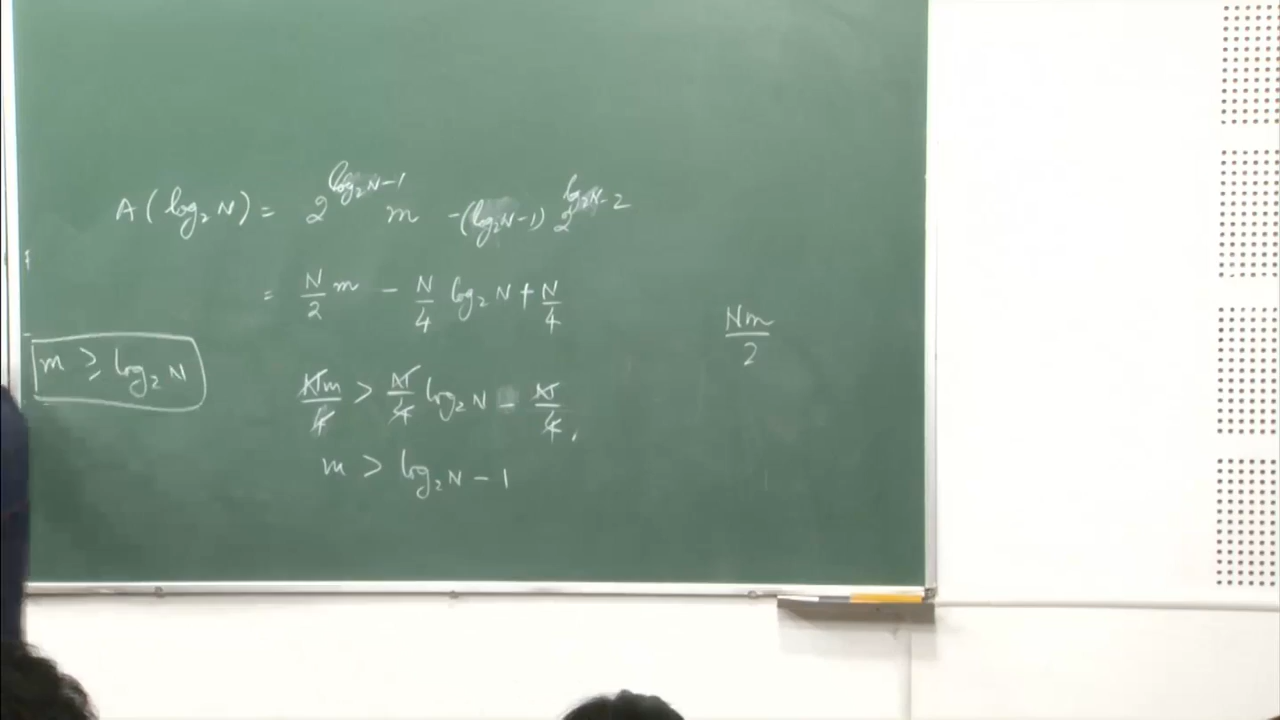 A(log₂N) = 2^(log₂N-1) m -(log₂N-1) 2^(log₂N-2)
= N/2 m - N/4 log₂N + N/4
Nm/2
m ≥ log₂N
Nm/4 > N/4 log₂N - N/4.
m > log₂N - 1